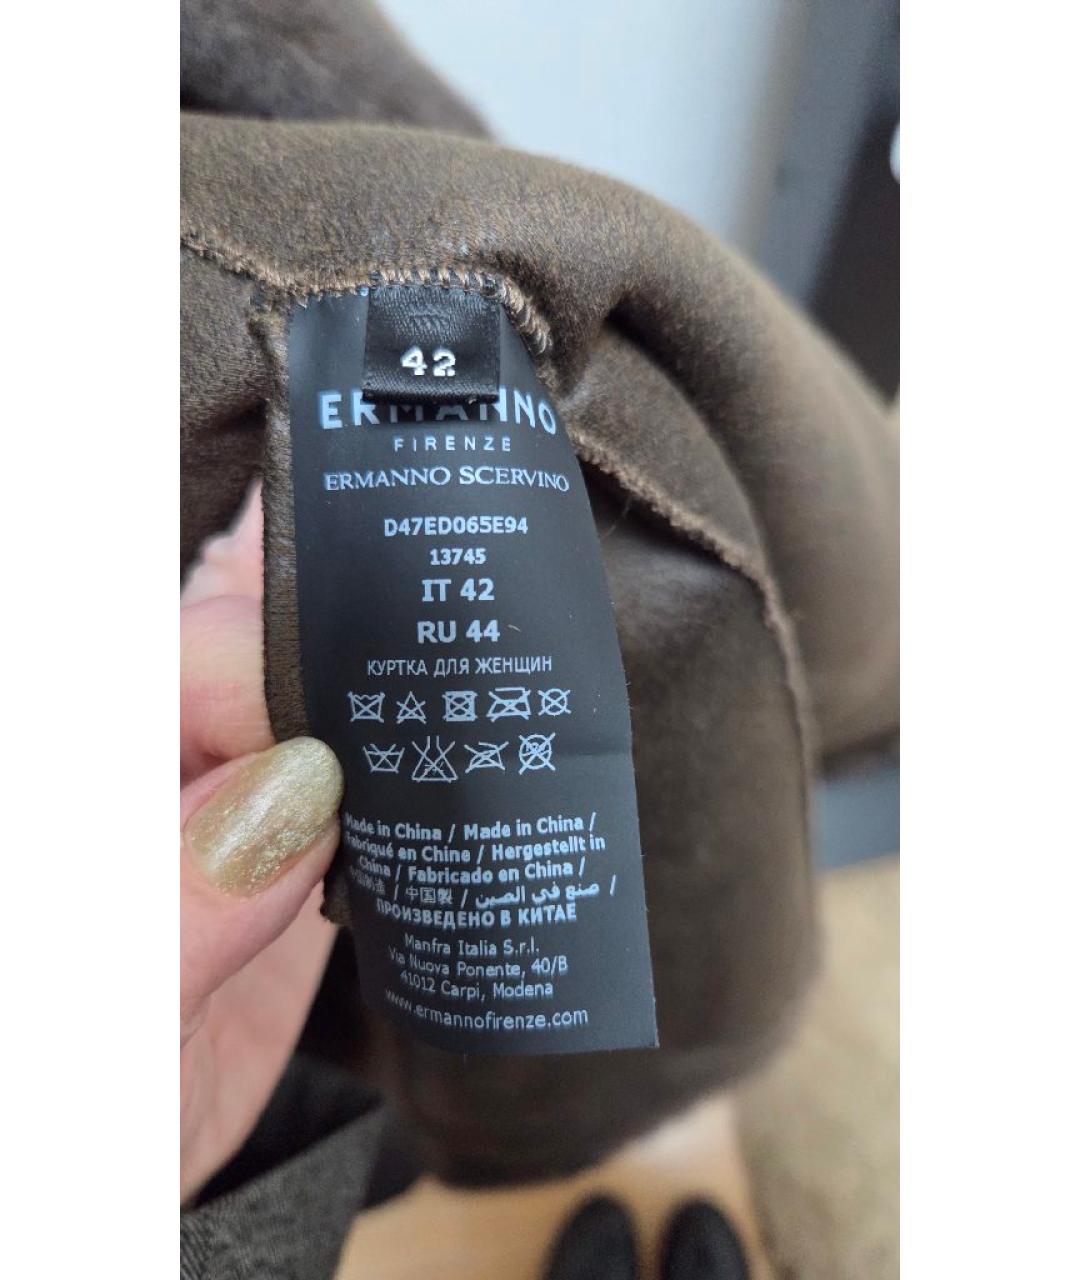 42
ERMANNO
FIRENZE
ERMANNO SCERVINO
D47ED065E94
13745
IT 42
RU 44
КУРТКА ДЛЯ ЖЕНЩИН
Made in China / Made in China /
Fabriqué en Chine / Hergestellt in
China / Fabricado en China /
中国制造 / 中国製 / صنع في الصين /
ПРОИЗВЕДЕНО В КИТАЕ
Manfra Italia S.r.l.
Via Nuova Ponente, 40/B
41012 Carpi, Modena
www.ermannofirenze.com